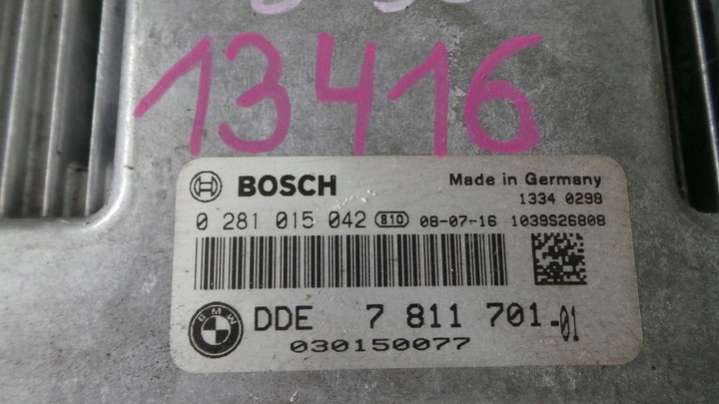 13416
BOSCH
Made in Germany
1334 0298
0 281 015 042 810 08-07-16 1039S26808
BMW
DDE 7 811 701-01
030150077